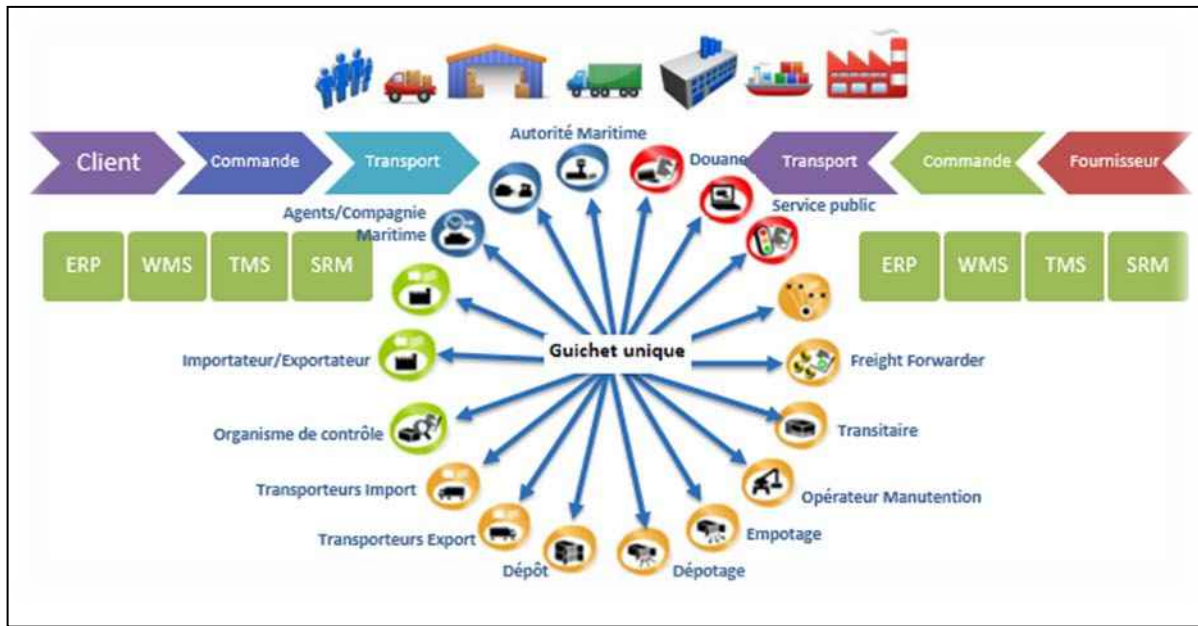 Autorité Maritime
Client
Commande
Transport
Douane
Transport
Commande
Fournisseur
Agents/Compagnie
Maritime
Service public
ERP
WMS
TMS
SRM
ERP
WMS
TMS
SRM
Guichet unique
Importateur/Exportateur
Freight Forwarder
Organisme de contrôle
Transitaire
Transporteurs Import
Opérateur Manutention
Transporteurs Export
Empotage
Dépôt
Dépotage